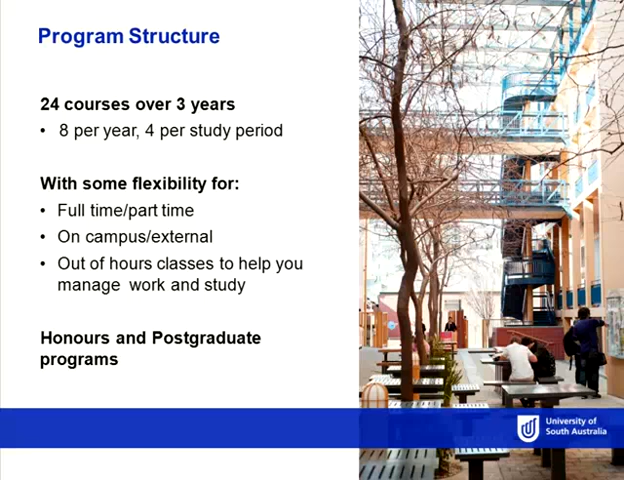 Program Structure
24 courses over 3 years
• 8 per year, 4 per study period
With some flexibility for:
• Full time/part time
• On campus/external
• Out of hours classes to help you
manage work and study
Honours and Postgraduate
programs
University of
South Australia